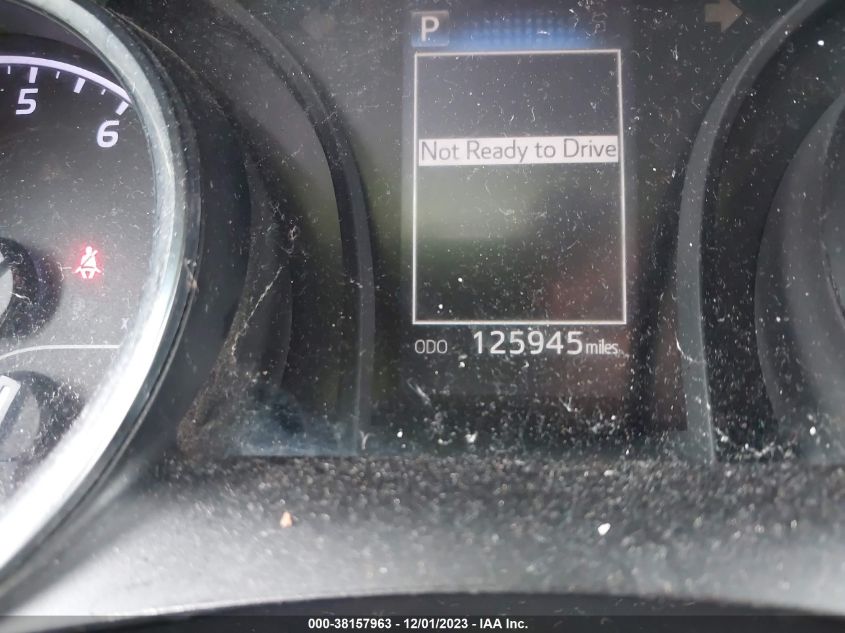 P
5
6
Not Ready to Drive
ODO 125945 miles
000-38157963 - 12/01/2023 - IAA Inc.